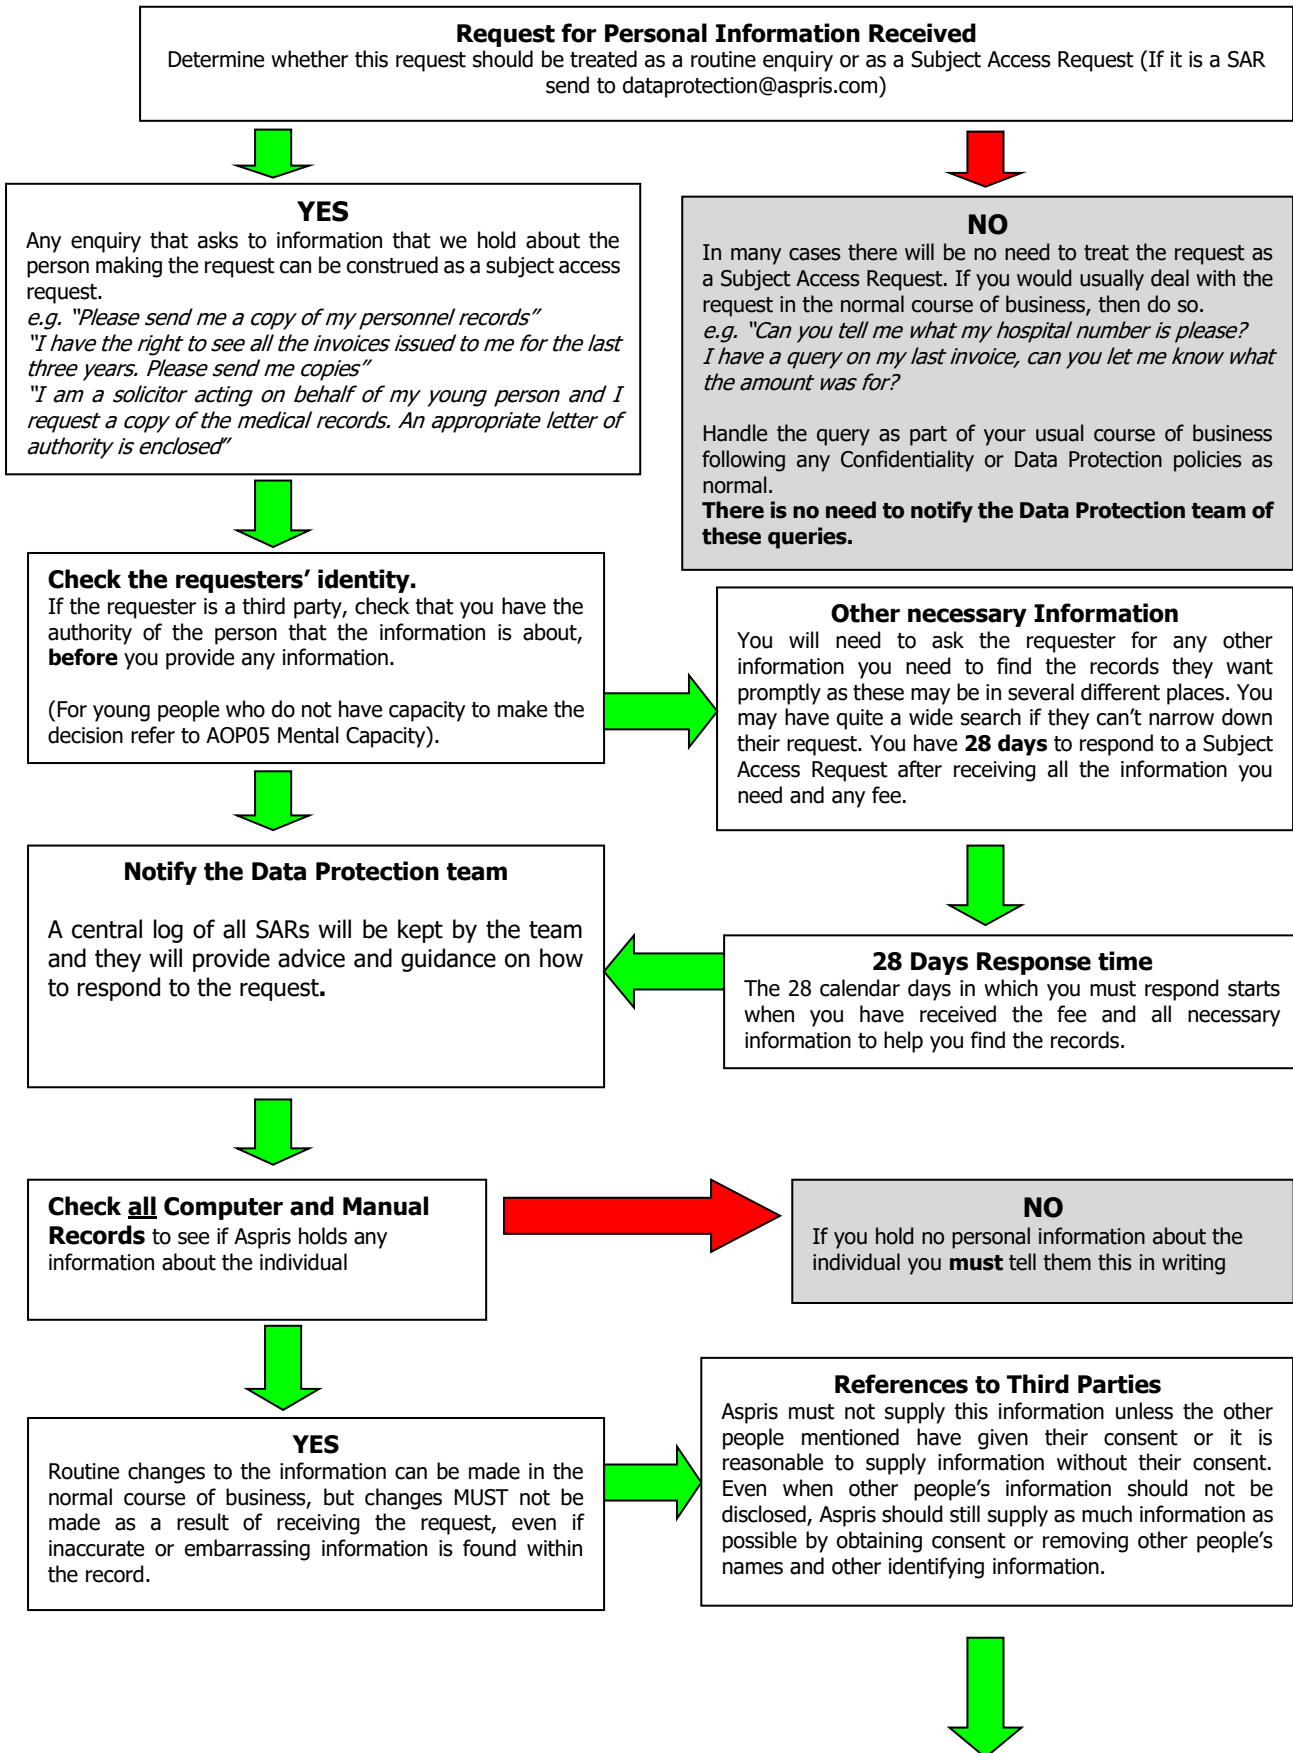 Request for Personal Information Received
Determine whether this request should be treated as a routine enquiry or as a Subject Access Request (If it is a SAR
send to dataprotection@aspris.com)
YES
Any enquiry that asks to information that we hold about the
person making the request can be construed as a subject access
request.
e.g. “Please send me a copy of my personnel records”
“I have the right to see all the invoices issued to me for the last
three years. Please send me copies”
“I am a solicitor acting on behalf of my young person and I
request a copy of the medical records. An appropriate letter of
authority is enclosed”
NO
In many cases there will be no need to treat the request as
a Subject Access Request. If you would usually deal with the
request in the normal course of business, then do so.
e.g. “Can you tell me what my hospital number is please?
I have a query on my last invoice, can you let me know what
the amount was for?
Handle the query as part of your usual course of business
following any Confidentiality or Data Protection policies as
normal.
There is no need to notify the Data Protection team of
these queries.
Check the requesters’ identity.
If the requester is a third party, check that you have the
authority of the person that the information is about,
before you provide any information.
(For young people who do not have capacity to make the
decision refer to AOP05 Mental Capacity).
Other necessary Information
You will need to ask the requester for any other
information you need to find the records they want
promptly as these may be in several different places. You
may have quite a wide search if they can’t narrow down
their request. You have 28 days to respond to a Subject
Access Request after receiving all the information you
need and any fee.
Notify the Data Protection team
A central log of all SARs will be kept by the team
and they will provide advice and guidance on how
to respond to the request.
28 Days Response time
The 28 calendar days in which you must respond starts
when you have received the fee and all necessary
information to help you find the records.
Check all Computer and Manual
Records to see if Aspris holds any
information about the individual
NO
If you hold no personal information about the
individual you must tell them this in writing
YES
Routine changes to the information can be made in the
normal course of business, but changes MUST not be
made as a result of receiving the request, even if
inaccurate or embarrassing information is found within
the record.
References to Third Parties
Aspris must not supply this information unless the other
people mentioned have given their consent or it is
reasonable to supply information without their consent.
Even when other people’s information should not be
disclosed, Aspris should still supply as much information as
possible by obtaining consent or removing other people’s
names and other identifying information.